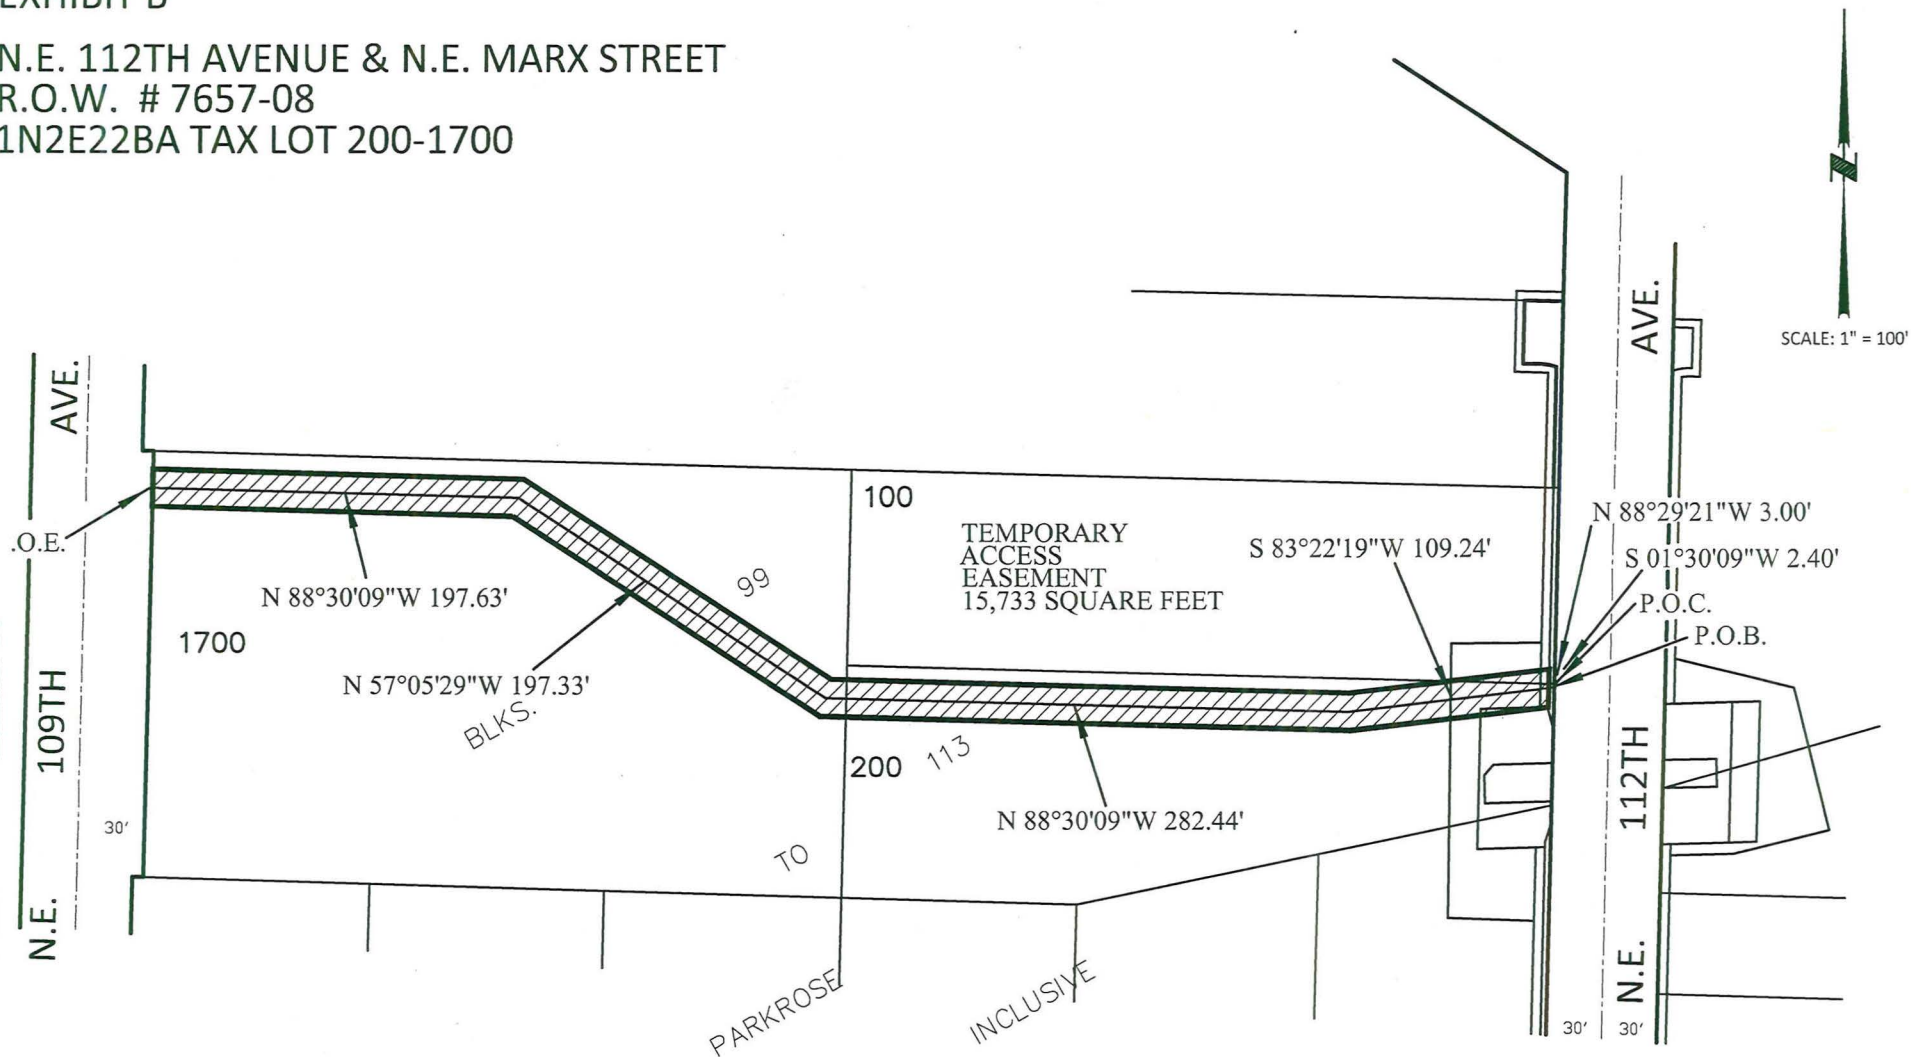 EXHIBIT B
N.E. 112TH AVENUE & N.E. MARX STREET
R.O.W. # 7657-08
1N2E22BA TAX LOT 200-1700
N
SCALE: 1" = 100'
AVE.
AVE.
100
TEMPORARY
ACCESS
EASEMENT
15,733 SQUARE FEET
S 83°22'19"W 109.24'
N 88°29'21"W 3.00'
S 01°30'09"W 2.40'
P.O.C.
P.O.B.
.O.E.
N 88°30'09"W 197.63'
99
1700
N 57°05'29"W 197.33'
BLKS.
109TH
113
200
112TH
N 88°30'09"W 282.44'
30'
TO
N.E.
N.E.
PARKROSE
INCLUSIVE
30'
30'